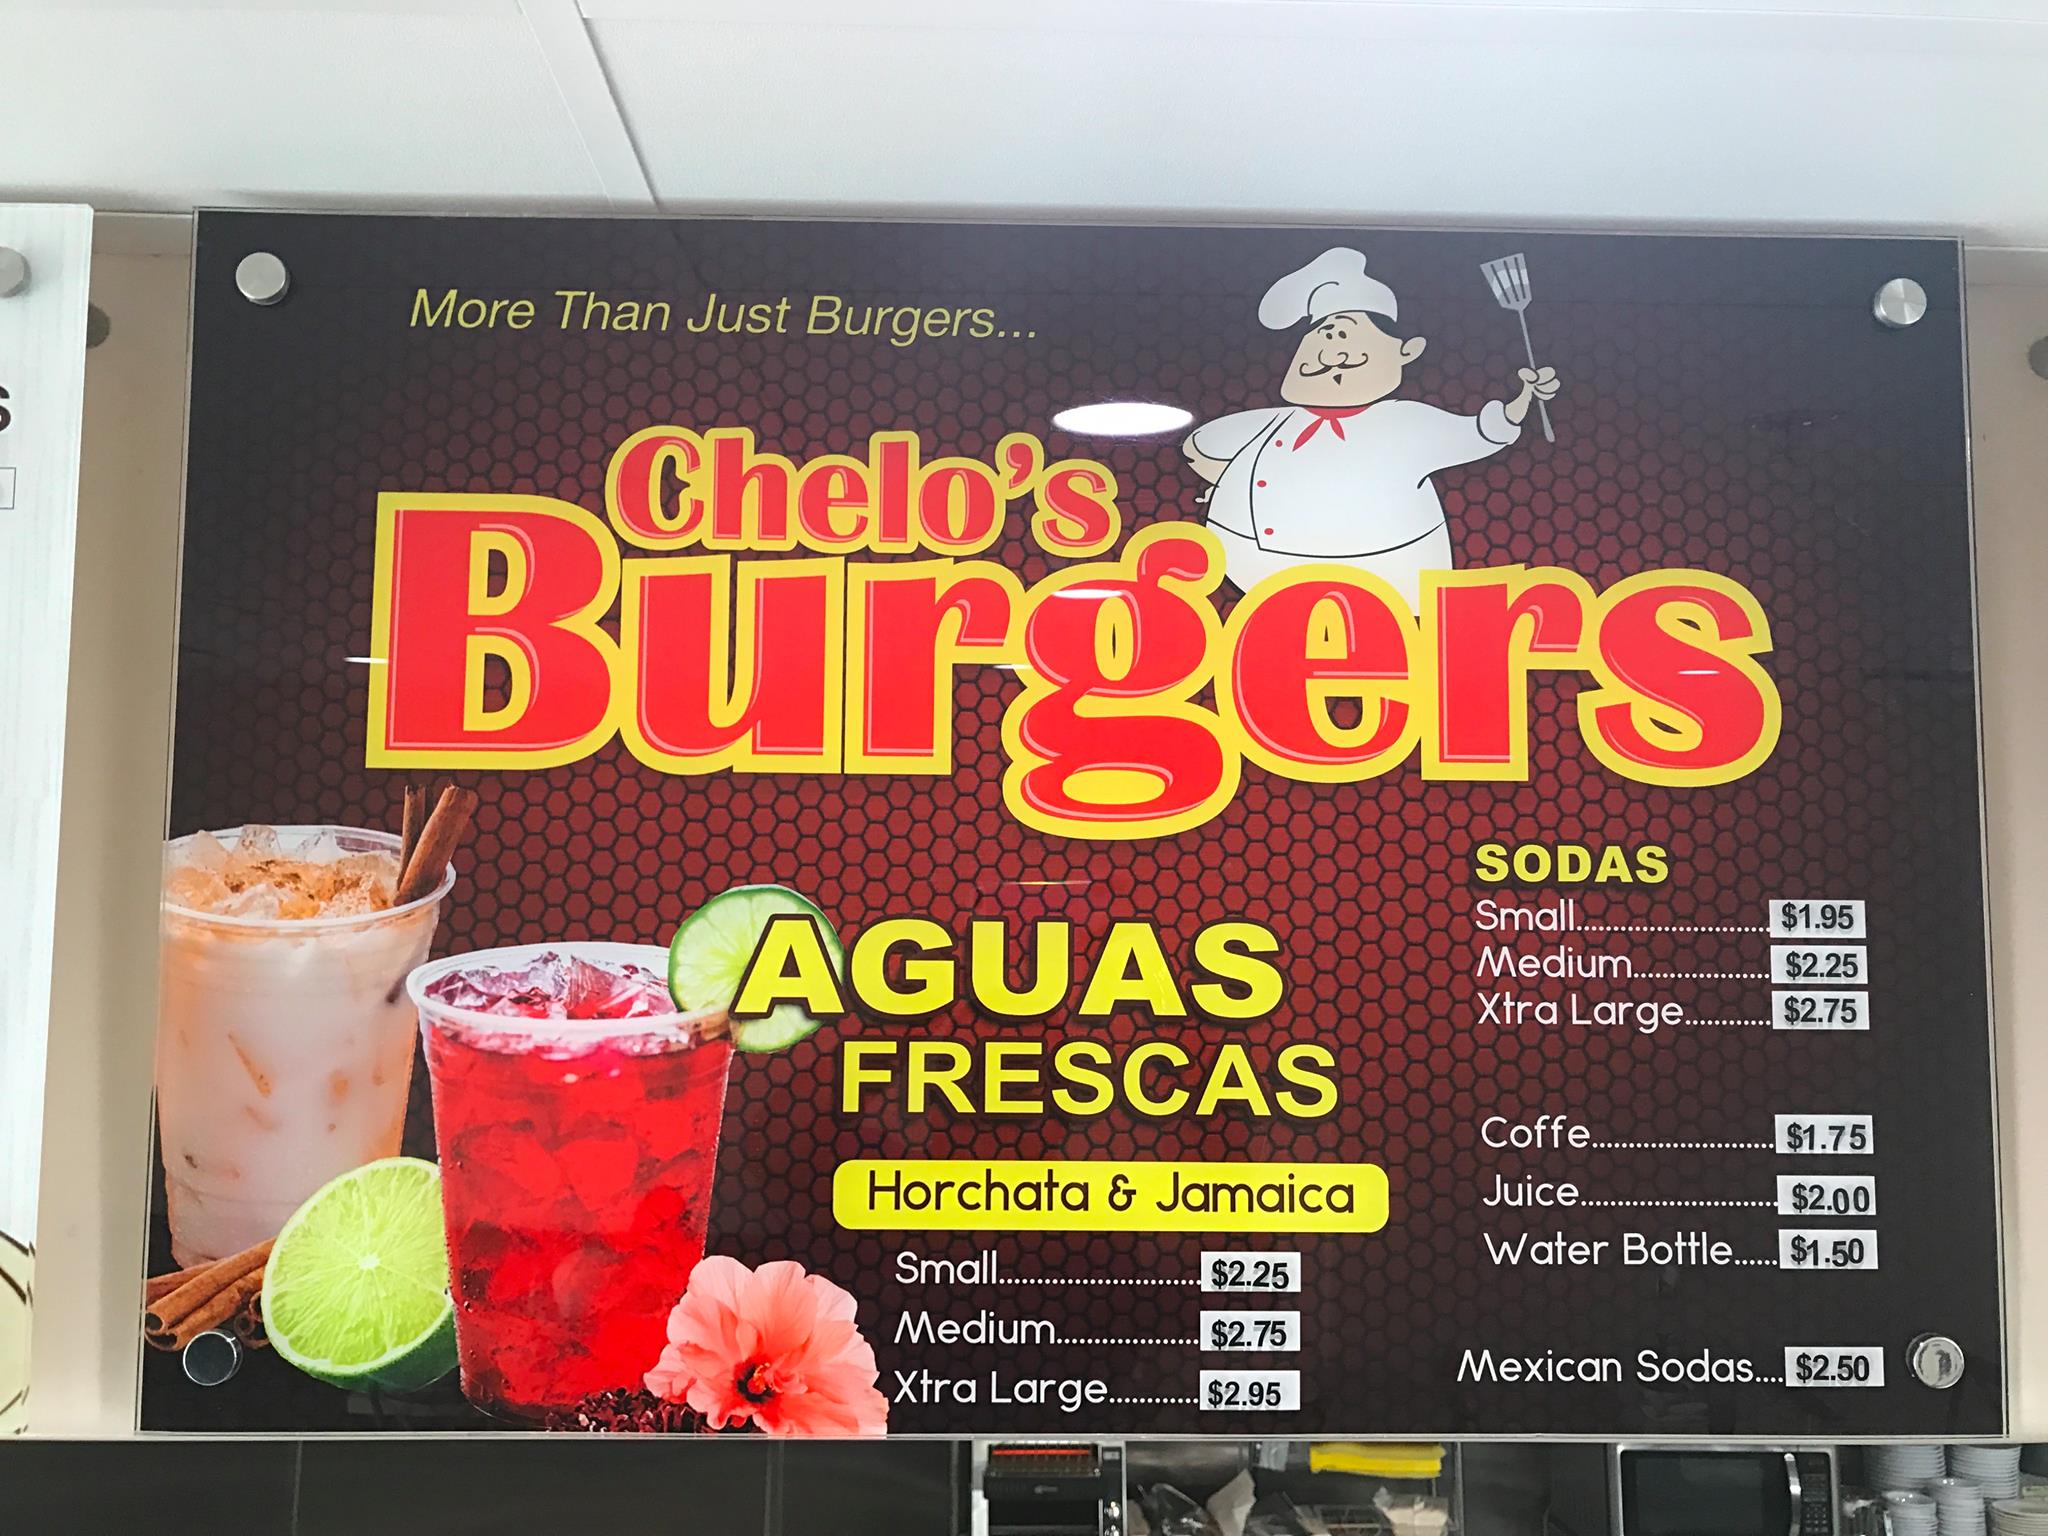 More Than Just Burgers...
Chelo's
Burgers
AGUAS
FRESCAS
Horchata & Jamaica
Small..........................$2.25
Medium..................$2.75
Xtra Large...........$2.95
SODAS
Small.........................$1.95
Medium..................$2.25
Xtra Large............$2.75
Coffe.........................$1.75
Juice..........................$2.00
Water Bottle......$1.50
Mexican Sodas....$2.50
s